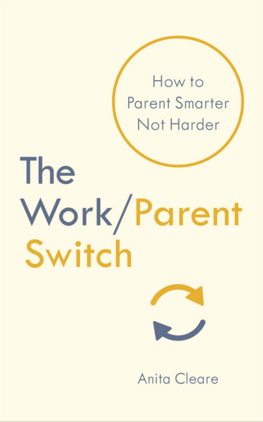 How to
Parent Smarter
Not Harder
The
Work/Parent
Switch
Anita Cleare